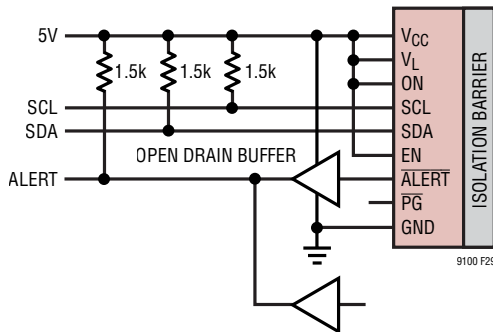 5V
1.5k 1.5k 1.5k
SCL
SDA
ALERT
OPEN DRAIN BUFFER
VCC
VL
ON
SCL
SDA
EN
ALERT
PG
GND
ISOLATION BARRIER
9100 F29